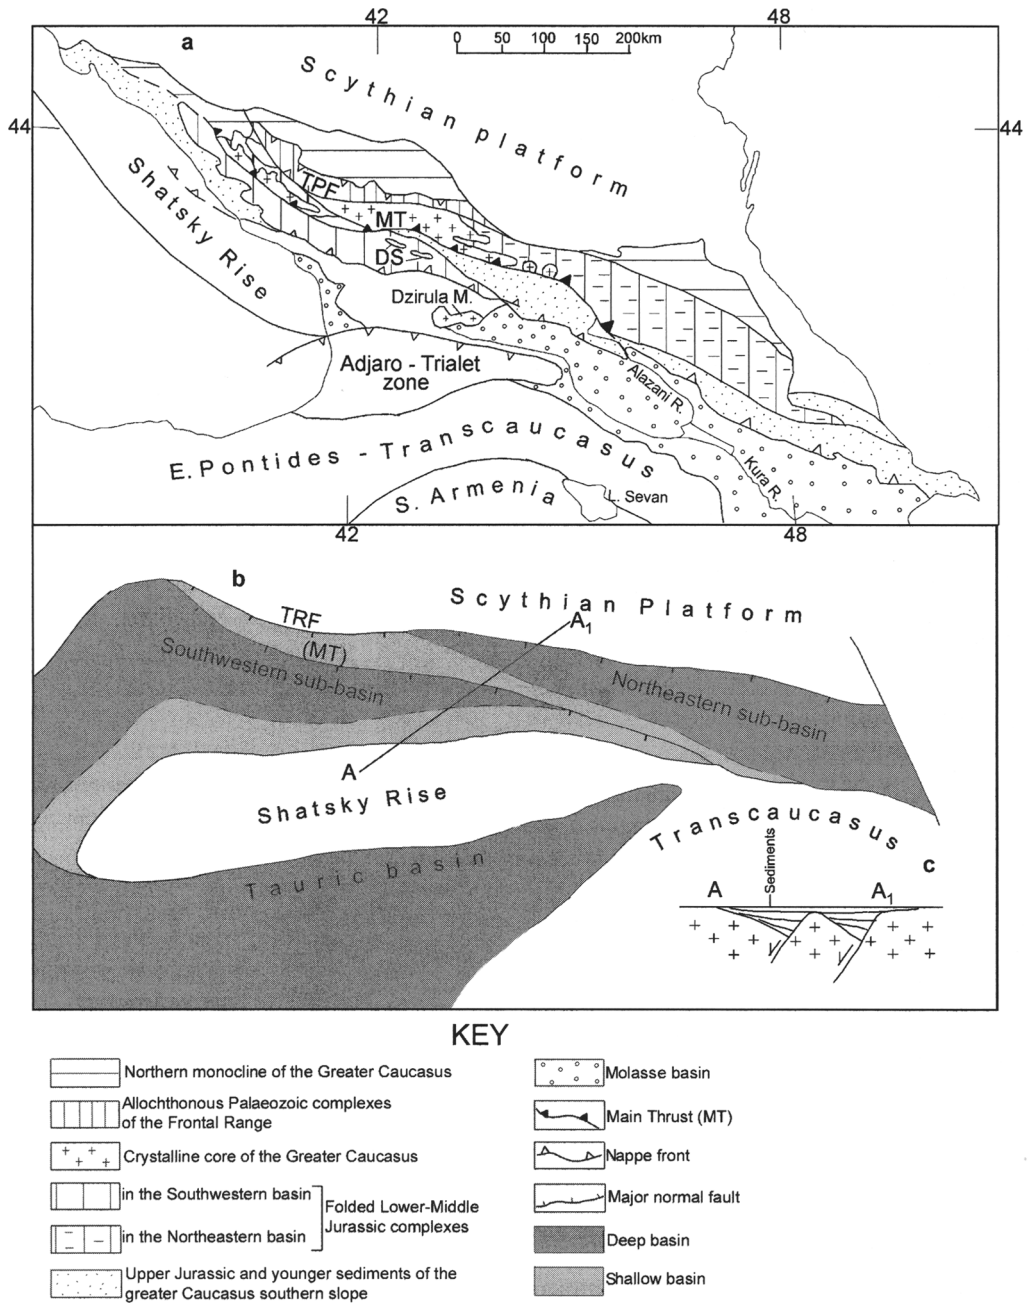 42
48
a
0 50 100 150 200km
Scythian platform
44
44
Shatsky Rise
TPF
MT
DS
Dzirula M.
Adjaro - Trialet
zone
Alazani R.
E. Pontides - Transcaucasus
Kura R.
S. Armenia
L. Sevan
42
48
b
Scythian Platform
TRF
A1
(MT)
Southwestern sub-basin
Northeastern sub-basin
A
Shatsky Rise
Transcaucasus
Tauric basin
c
Sediments
A
A1
KEY
Northern monocline of the Greater Caucasus
Allochthonous Palaeozoic complexes
of the Frontal Range
Crystalline core of the Greater Caucasus
in the Southwestern basin
in the Northeastern basin
Folded Lower-Middle
Jurassic complexes
Upper Jurassic and younger sediments of the
greater Caucasus southern slope
Molasse basin
Main Thrust (MT)
Nappe front
Major normal fault
Deep basin
Shallow basin